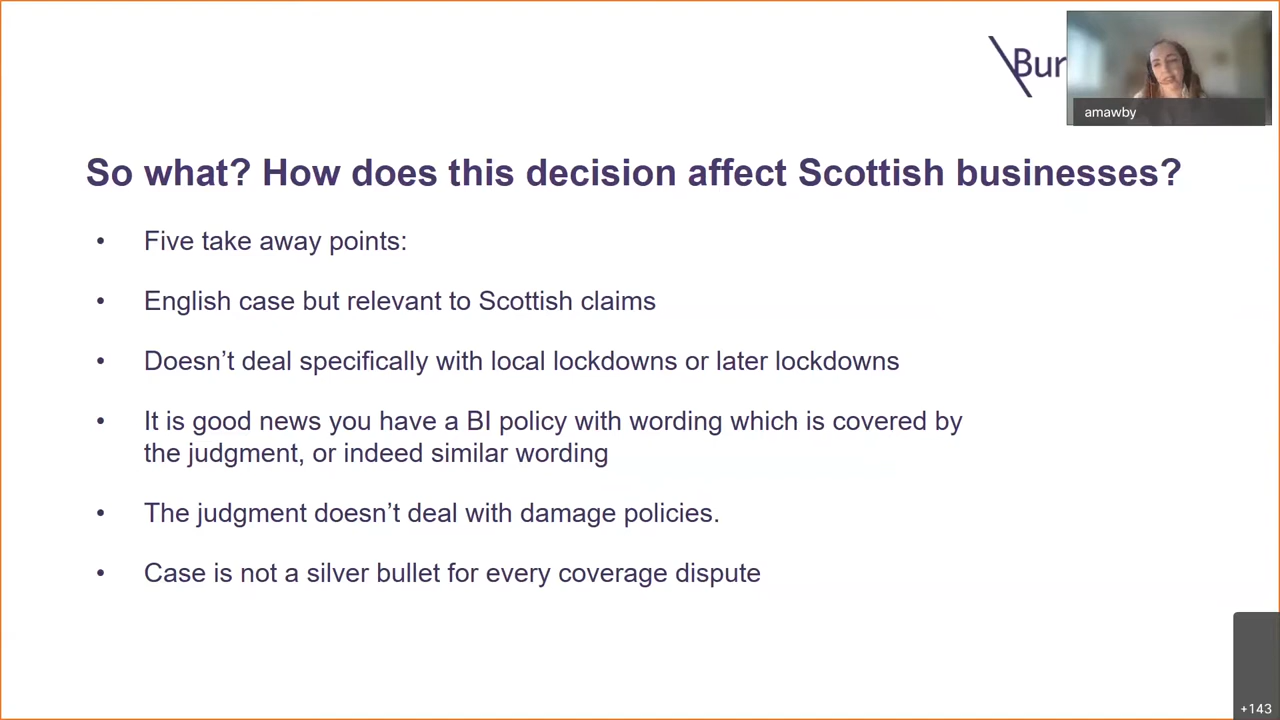 Bur
amawby
So what? How does this decision affect Scottish businesses?
• Five take away points:
• English case but relevant to Scottish claims
• Doesn’t deal specifically with local lockdowns or later lockdowns
• It is good news you have a BI policy with wording which is covered by
the judgment, or indeed similar wording
• The judgment doesn’t deal with damage policies.
• Case is not a silver bullet for every coverage dispute
+143